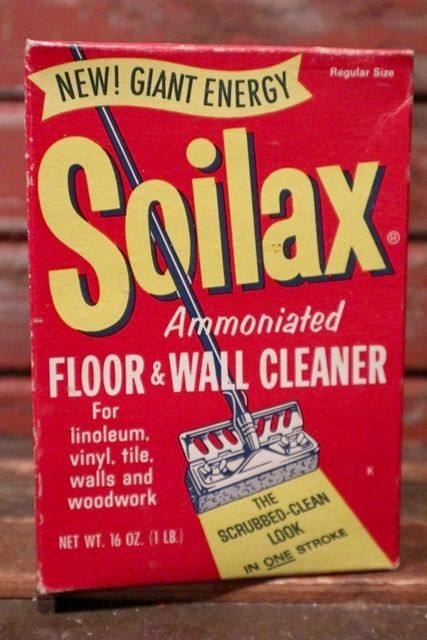 NEW! GIANT ENERGY
Regular Size
Soilax®
Ammoniated
FLOOR & WALL CLEANER
For
linoleum,
vinyl, tile,
walls and
woodwork
K
THE
SCRUBBED-CLEAN
LOOK
IN ONE STROKE
NET WT. 16 OZ. (1 LB.)